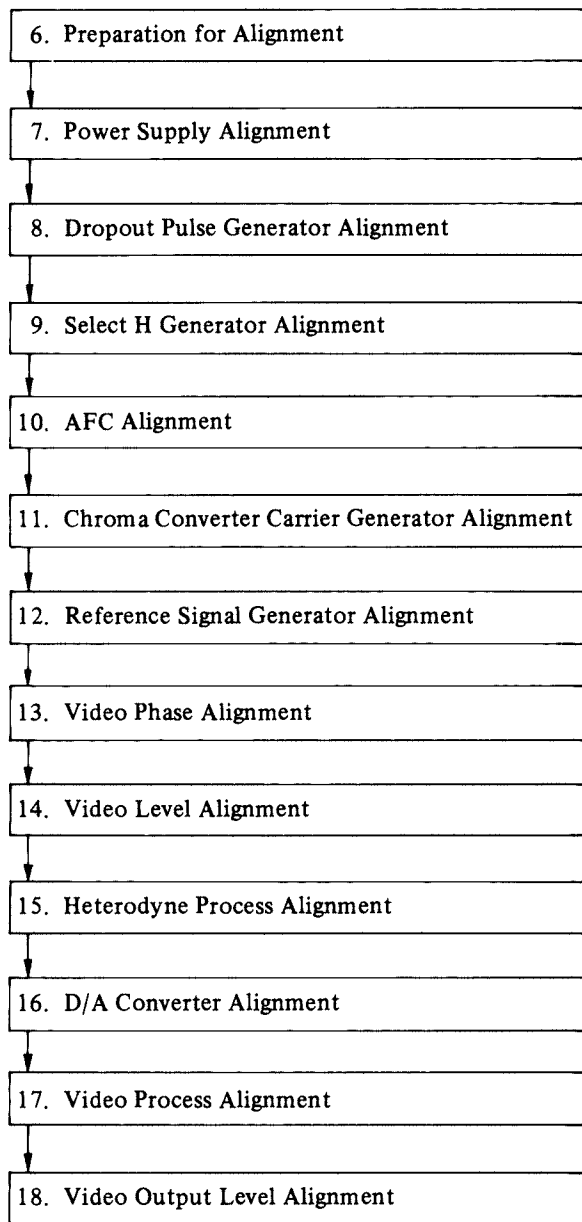 6. Preparation for Alignment
7. Power Supply Alignment
8. Dropout Pulse Generator Alignment
9. Select H Generator Alignment
10. AFC Alignment
11. Chroma Converter Carrier Generator Alignment
12. Reference Signal Generator Alignment
13. Video Phase Alignment
14. Video Level Alignment
15. Heterodyne Process Alignment
16. D/A Converter Alignment
17. Video Process Alignment
18. Video Output Level Alignment